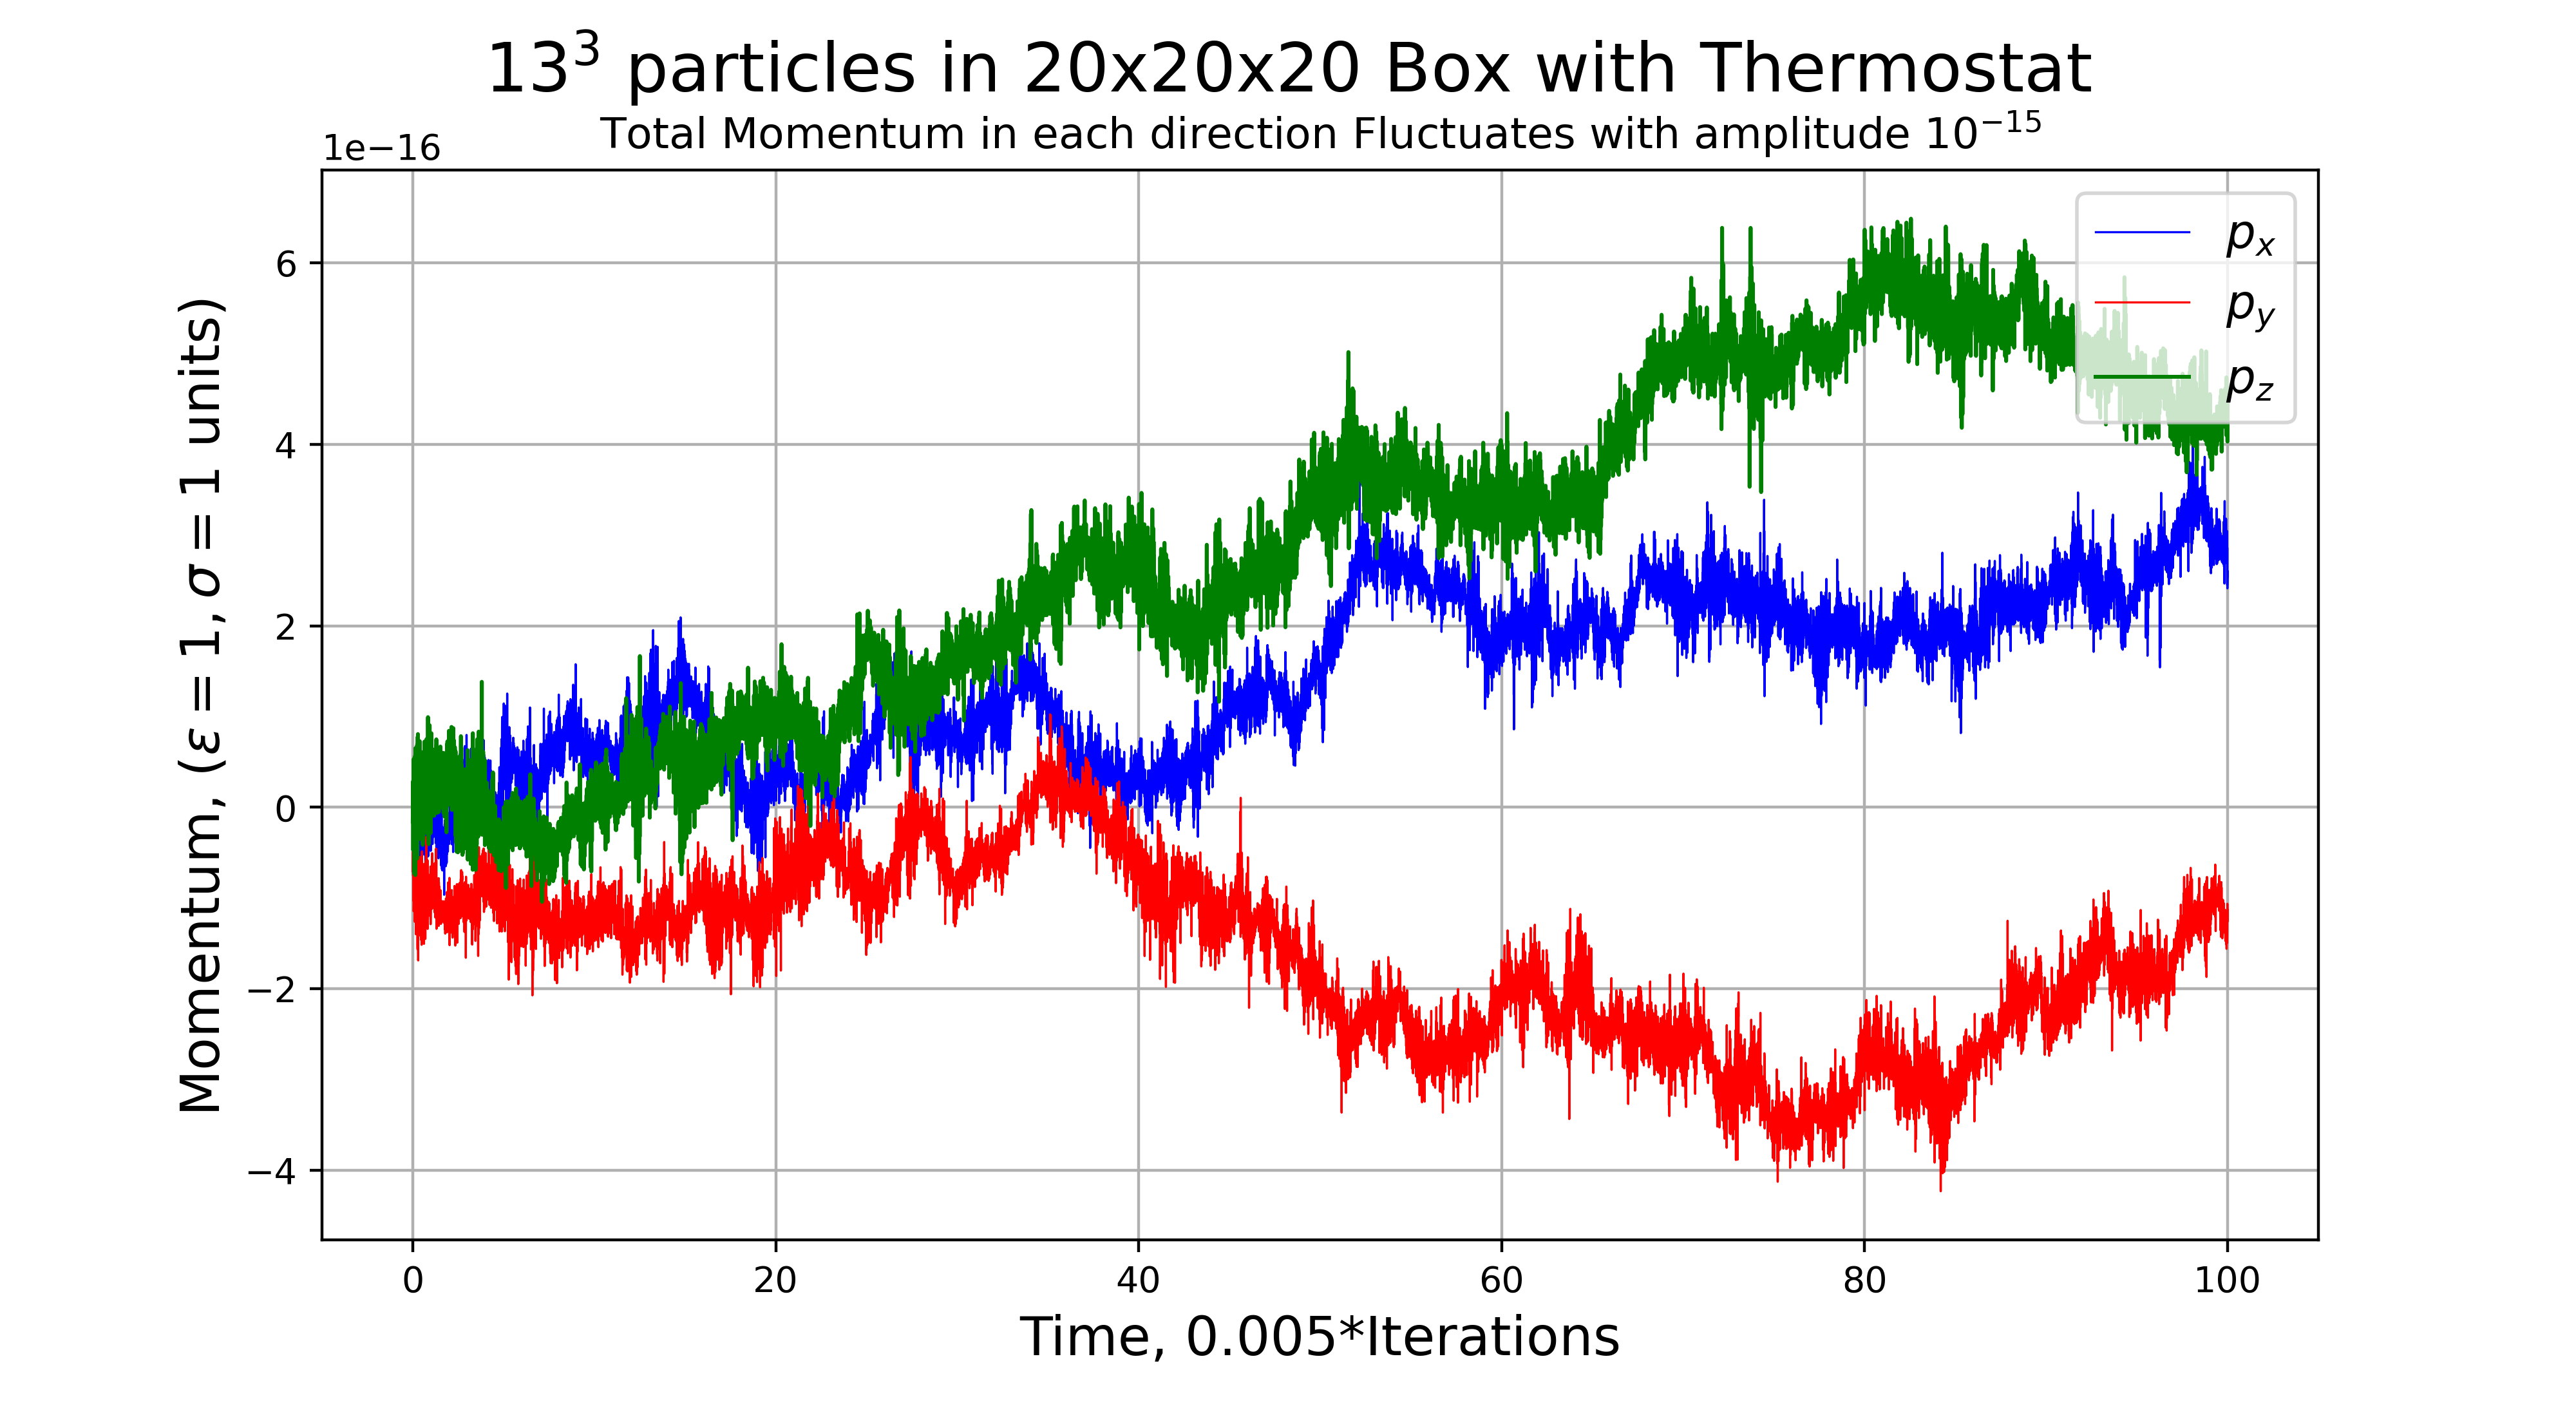 13³ particles in 20x20x20 Box with Thermostat
Total Momentum in each direction Fluctuates with amplitude 10⁻¹⁵
1e−16
Momentum, (ε = 1, σ = 1 units)
6
4
2
0
−2
−4
p_x
p_y
p_z
0 20 40 60 80 100
Time, 0.005*Iterations